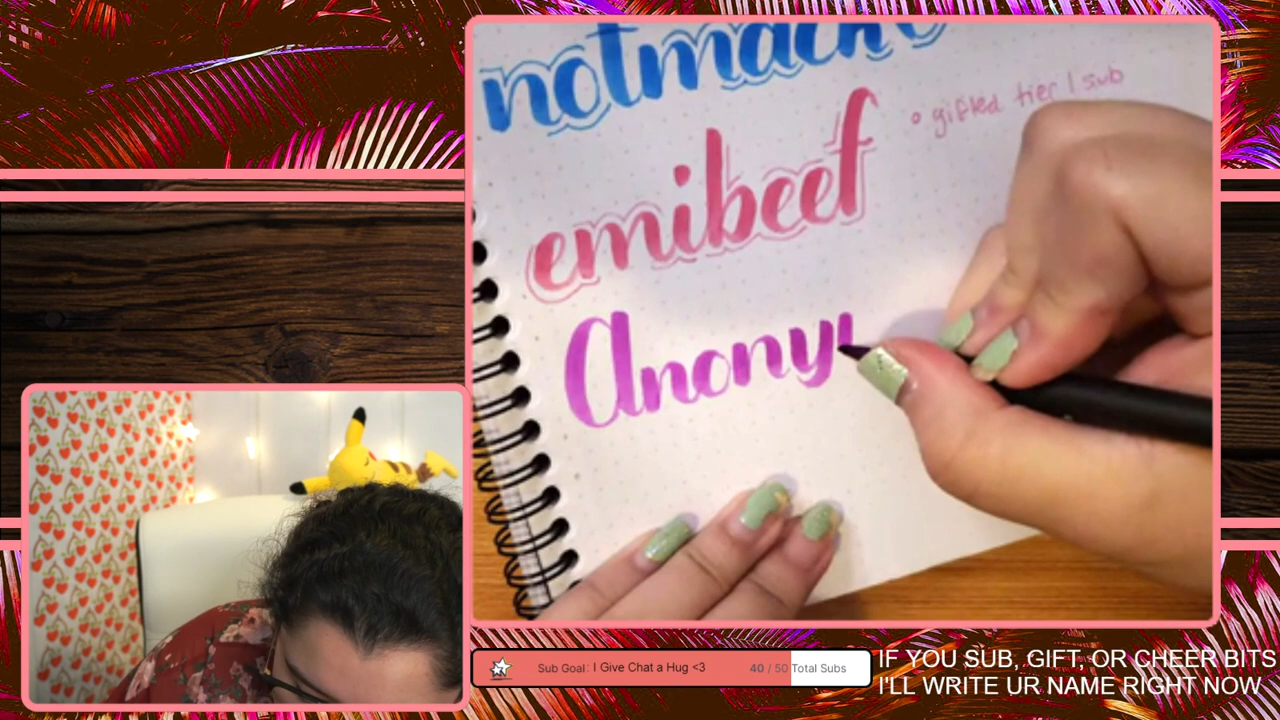 emibeef
• gifted tier 1 sub
Anony
Sub Goal: I Give Chat a Hug <3
40 / 50 Total Subs
IF YOU SUB, GIFT, OR CHEER BITS
I'LL WRITE UR NAME RIGHT NOW